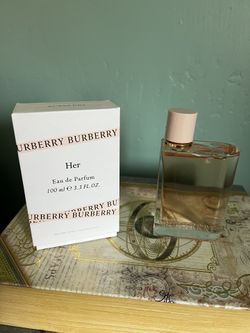 URBERRY BURBERRY
Her
Eau de Parfum
100 ml ℮ 3.3 FL.OZ.
URBERRY BURBERRY